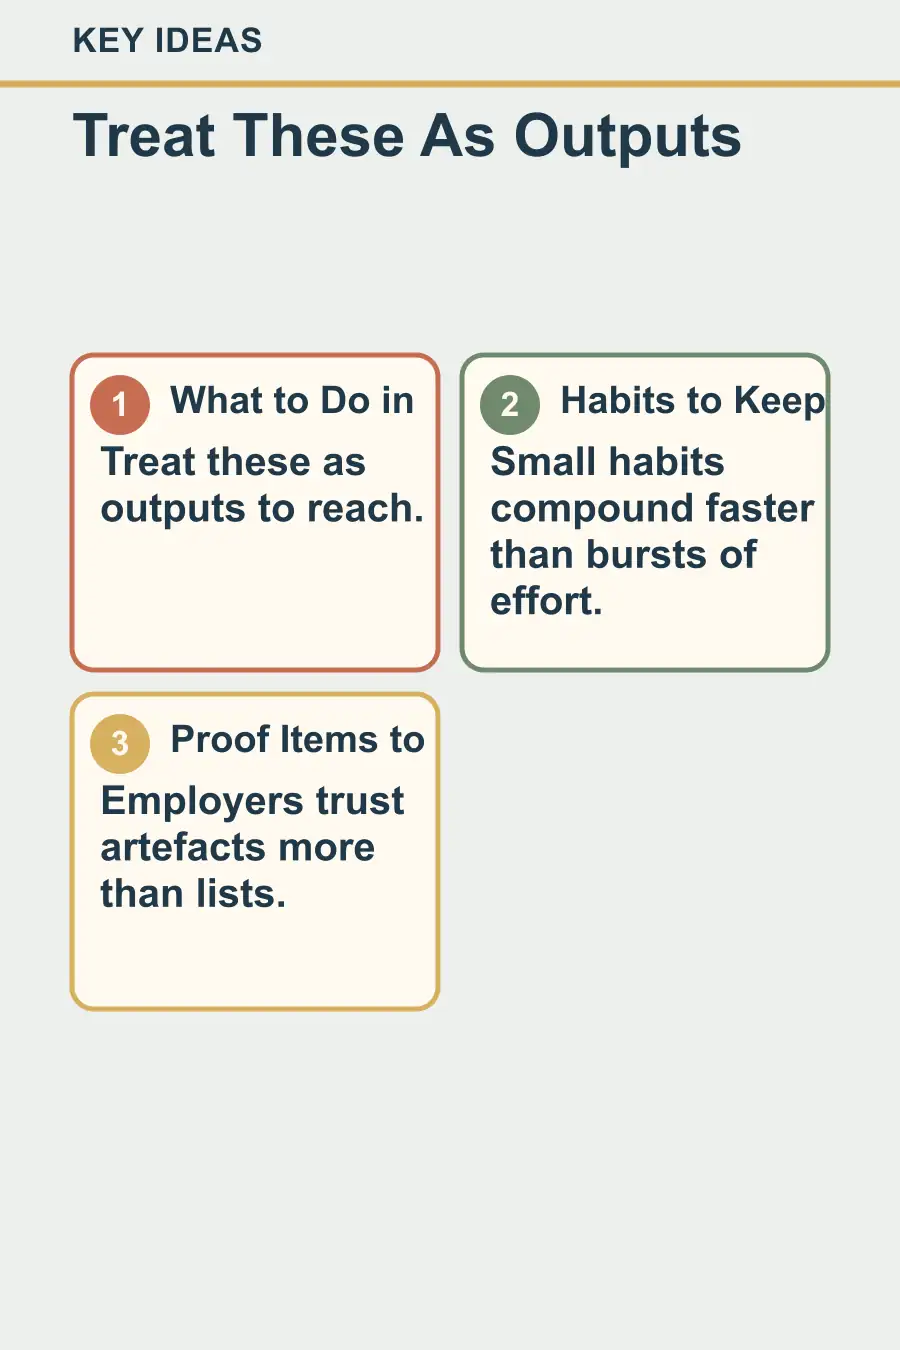 KEY IDEAS
Treat These As Outputs
1 What to Do in
Treat these as
outputs to reach.
2 Habits to Keep
Small habits
compound faster
than bursts of
effort.
3 Proof Items to
Employers trust
artefacts more
than lists.